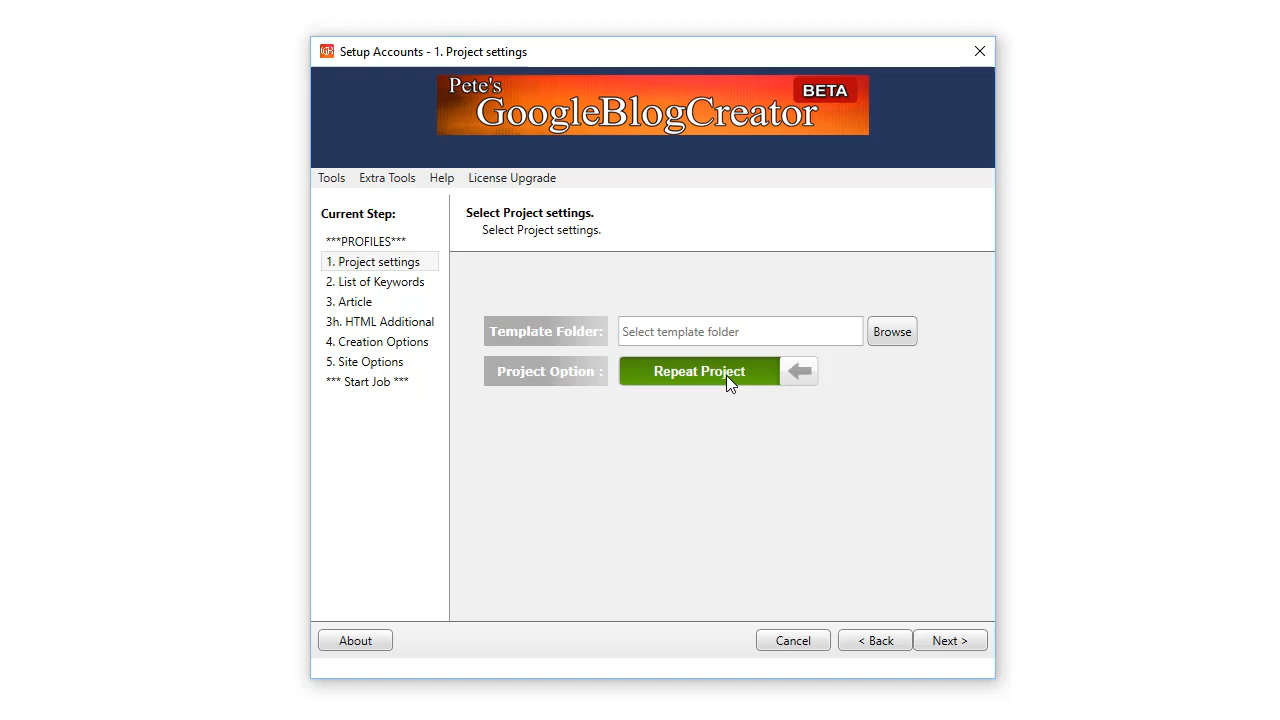 Setup Accounts - 1. Project settings
Pete's
BETA
GoogleBlogCreator
Tools Extra Tools Help License Upgrade
Current Step:
***PROFILES***
1. Project settings
2. List of Keywords
3. Article
3h. HTML Additional
4. Creation Options
5. Site Options
*** Start Job ***
Select Project settings.
Select Project settings.
Template Folder: Select template folder Browse
Project Option : Repeat Project
About Cancel < Back Next >